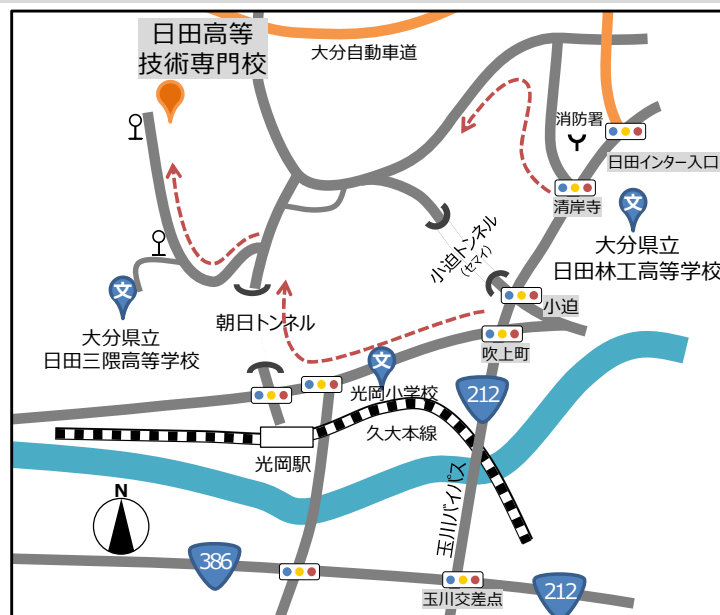 日田高等
技術専門校
大分自動車道
消防署
日田インター入口
清岸寺
文
大分県立
日田林工高等学校
小迫トンネル
(セマイ)
小迫
文
大分県立
日田三隈高等学校
朝日トンネル
吹上町
文
光岡小学校
212
久大本線
光岡駅
玉川バイパス
N
386
玉川交差点
212